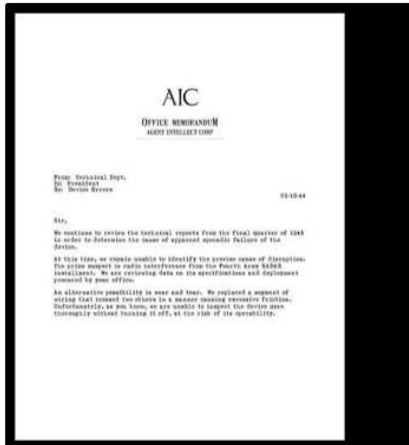 AIC
OFFICE MEMORANDUM
AGENT INTELLECT CORP
From: Technical Dept.
To: President
Re: Device Errors
Sir,
We continue to review the technical reports from the final quarter of
in order to determine the cause of apparent sporadic failure of the
device.
At this time, we remain unable to identify the precise cause of disruption.
The prime suspect is radio interference from the Fourth Army RADAR
installment. We are reviewing data on its specifications and deployment
procured by your office.
An alternative possibility is wear and tear. We replaced a segment of
wiring that crossed two others in a manner causing excessive friction.
Unfortunately, as you know, we are unable to inspect the device more
thoroughly without turning it off, at the risk of its operability.